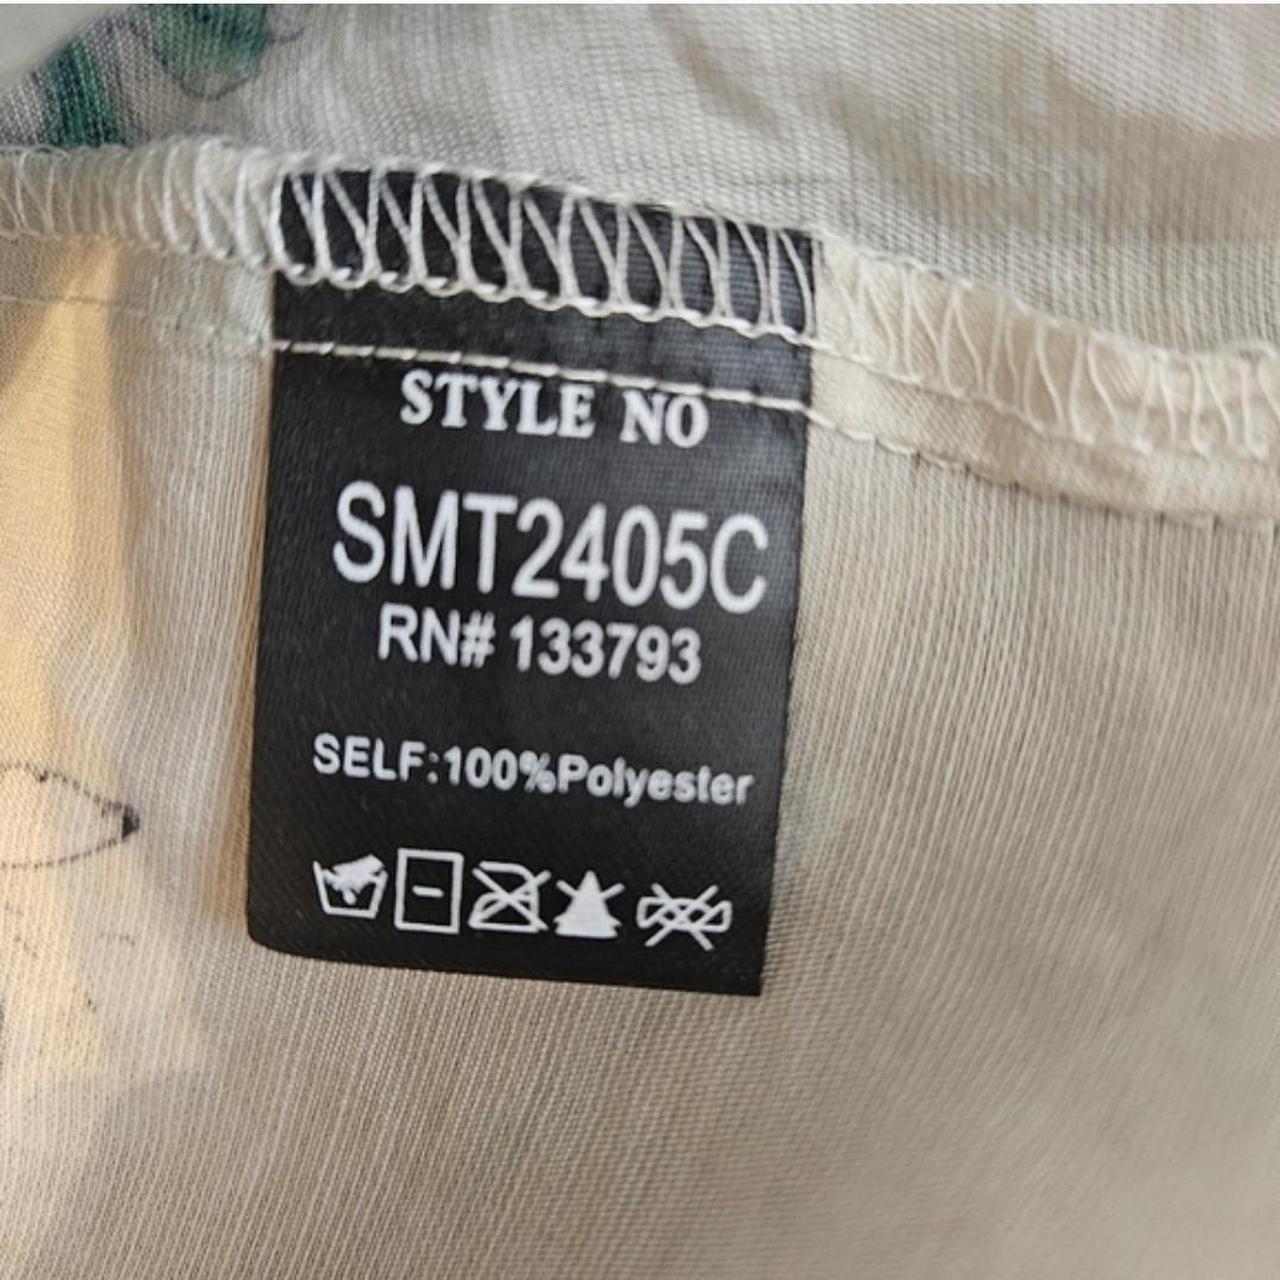 STYLE NO
SMT2405C
RN# 133793
SELF:100%Polyester